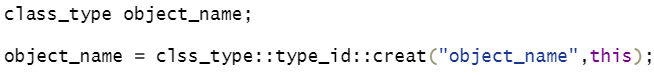 class_type object_name;
object_name = clss_type::type_id::creat("object_name",this);